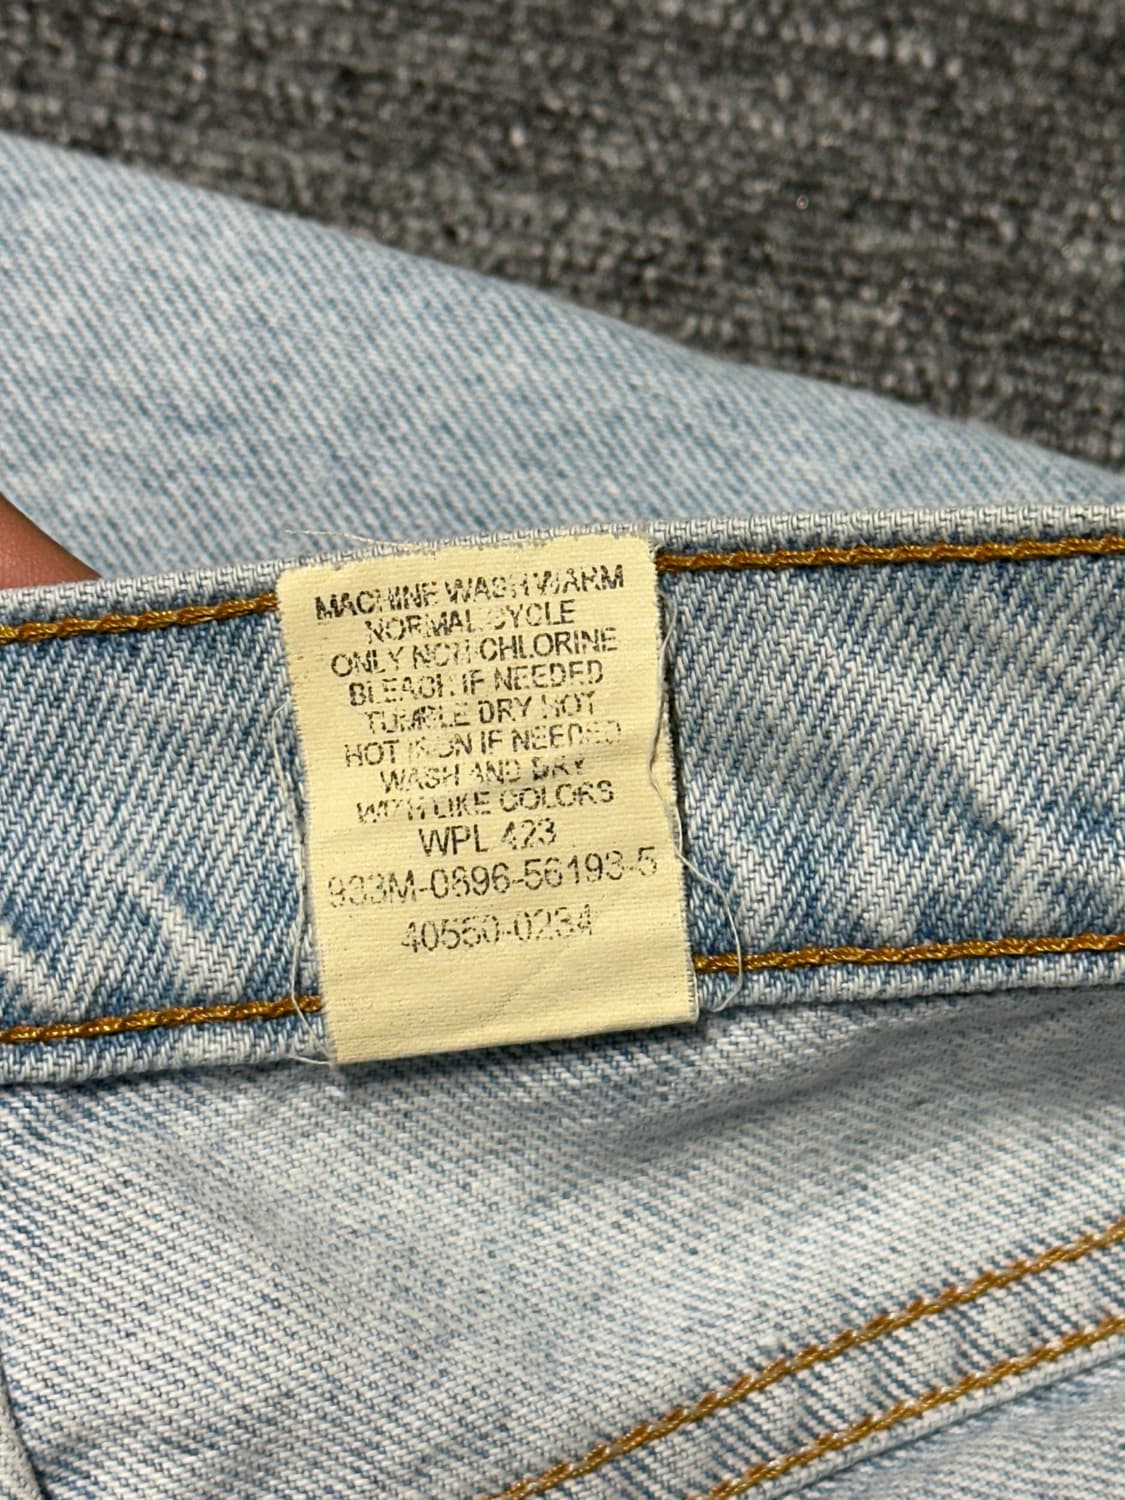 MACHINE WASH WARM
NORMAL CYCLE
ONLY NON-CHLORINE
BLEACH IF NEEDED
TUMBLE DRY HOT
HOT IRON IF NEEDED
WASH AND DRY
WITH LIKE COLORS
WPL 423
933M-0896-56193-5
40550-0234